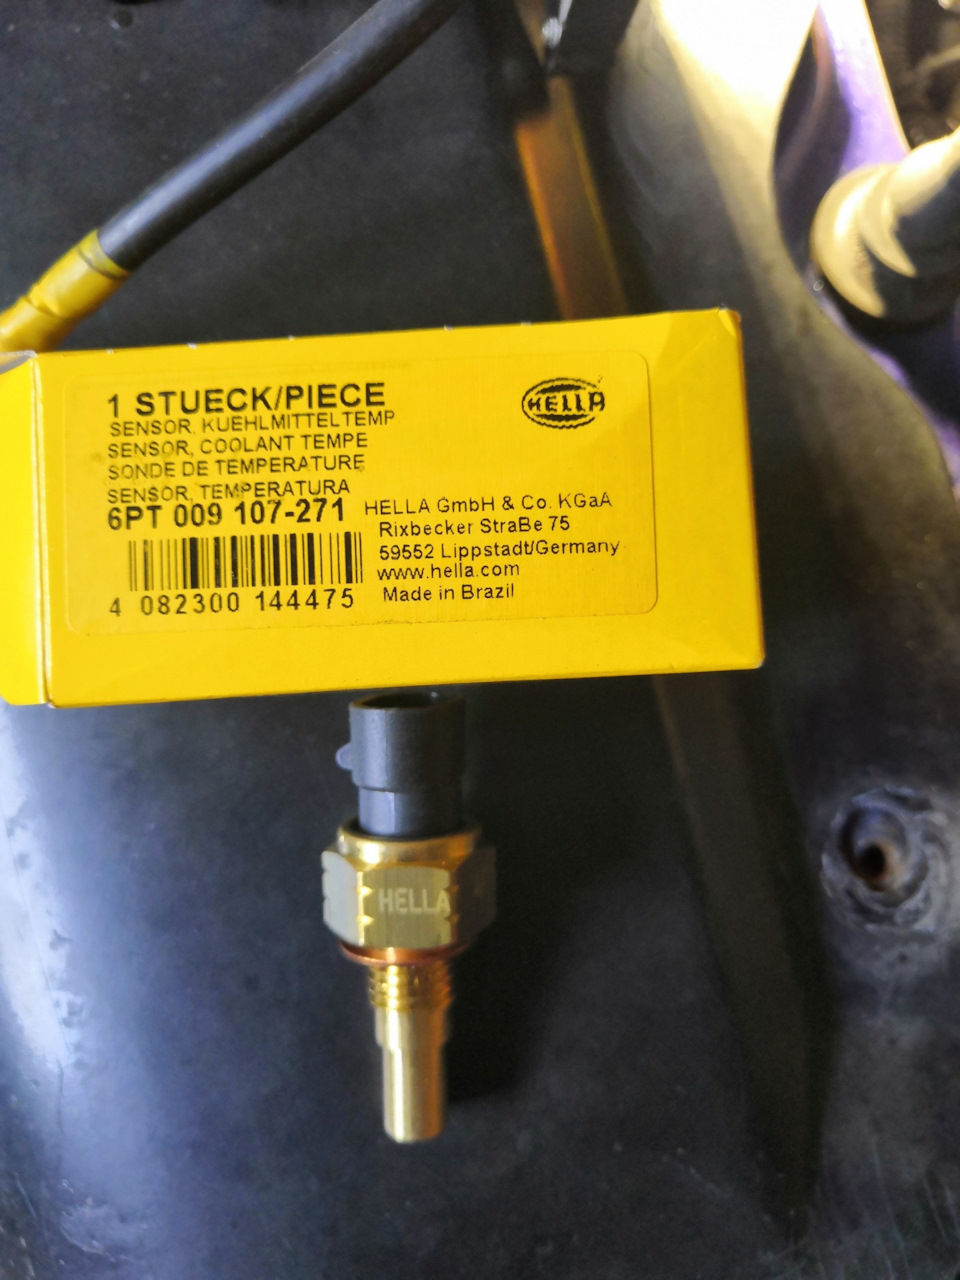 1 STUECK/PIECE
SENSOR, KUEHLMITTELTEMP
SENSOR, COOLANT TEMPE
SONDE DE TEMPERATURE
SENSOR, TEMPERATURA
6PT 009 107-271
4 082300 144475
HELLA
HELLA GmbH & Co. KGaA
Rixbecker StraBe 75
59552 Lippstadt/Germany
www.hella.com
Made in Brazil
HELLA